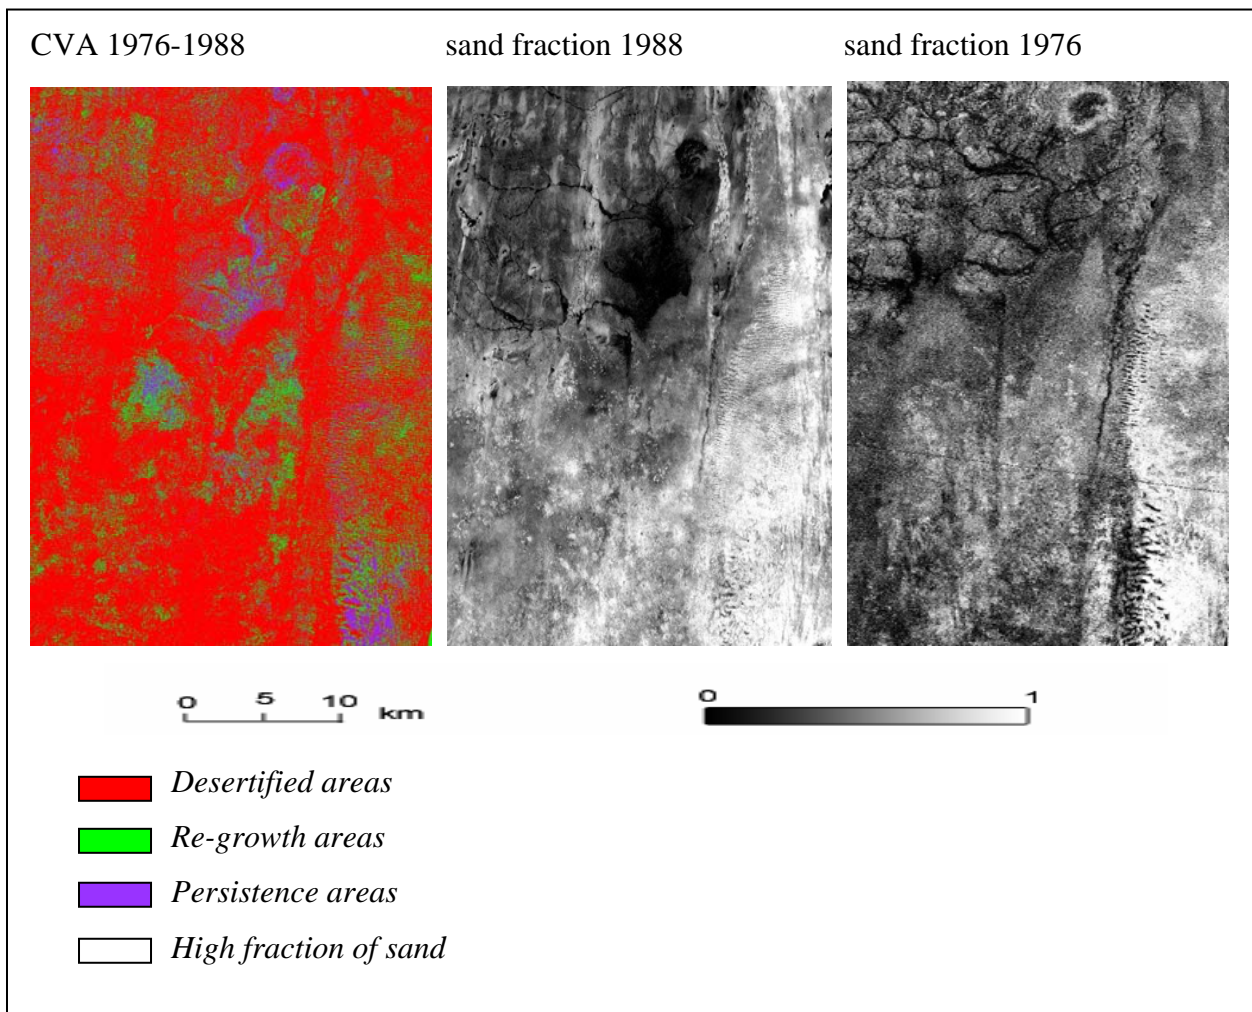 CVA 1976-1988
sand fraction 1988
sand fraction 1976
0 5 10 km
0 1
Desertified areas
Re-growth areas
Persistence areas
High fraction of sand